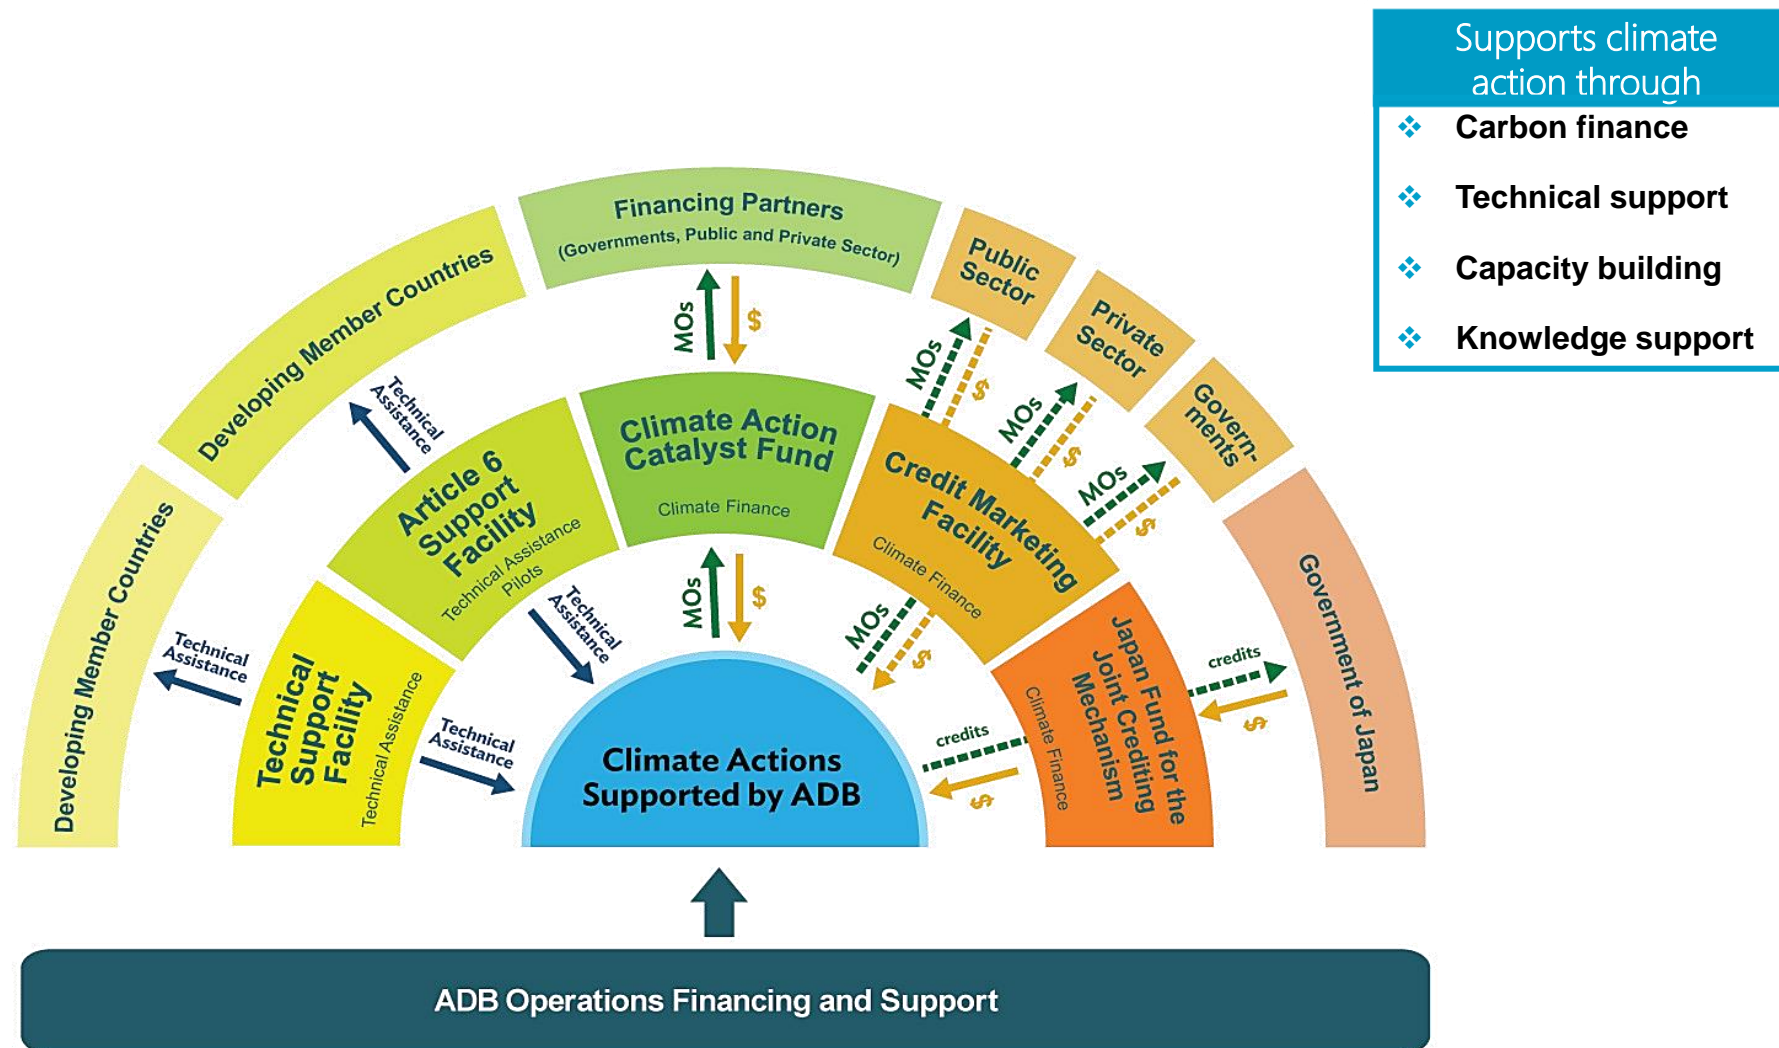 Supports climate
action through
Carbon finance
Technical support
Capacity building
Knowledge support
Financing Partners
(Governments, Public and Private Sector)
Developing Member Countries
Developing Member Countries
Public
Sector
Private
Sector
Govern-
ments
Government of Japan
MOs
$
MOs
$
MOs
$
MOs
$
Technical
Assistance
Technical
Assistance
Climate Action
Catalyst Fund
Climate Finance
Article 6
Support
Facility
Technical Assistance
Pilots
Credit Marketing
Facility
Climate Finance
Technical
Support
Facility
Technical Assistance
Japan Fund for the
Joint Crediting
Mechanism
Climate Finance
credits
$
Technical
Assistance
Technical
Assistance
MOs
$
MOs
$
credits
$
Climate Actions
Supported by ADB
ADB Operations Financing and Support